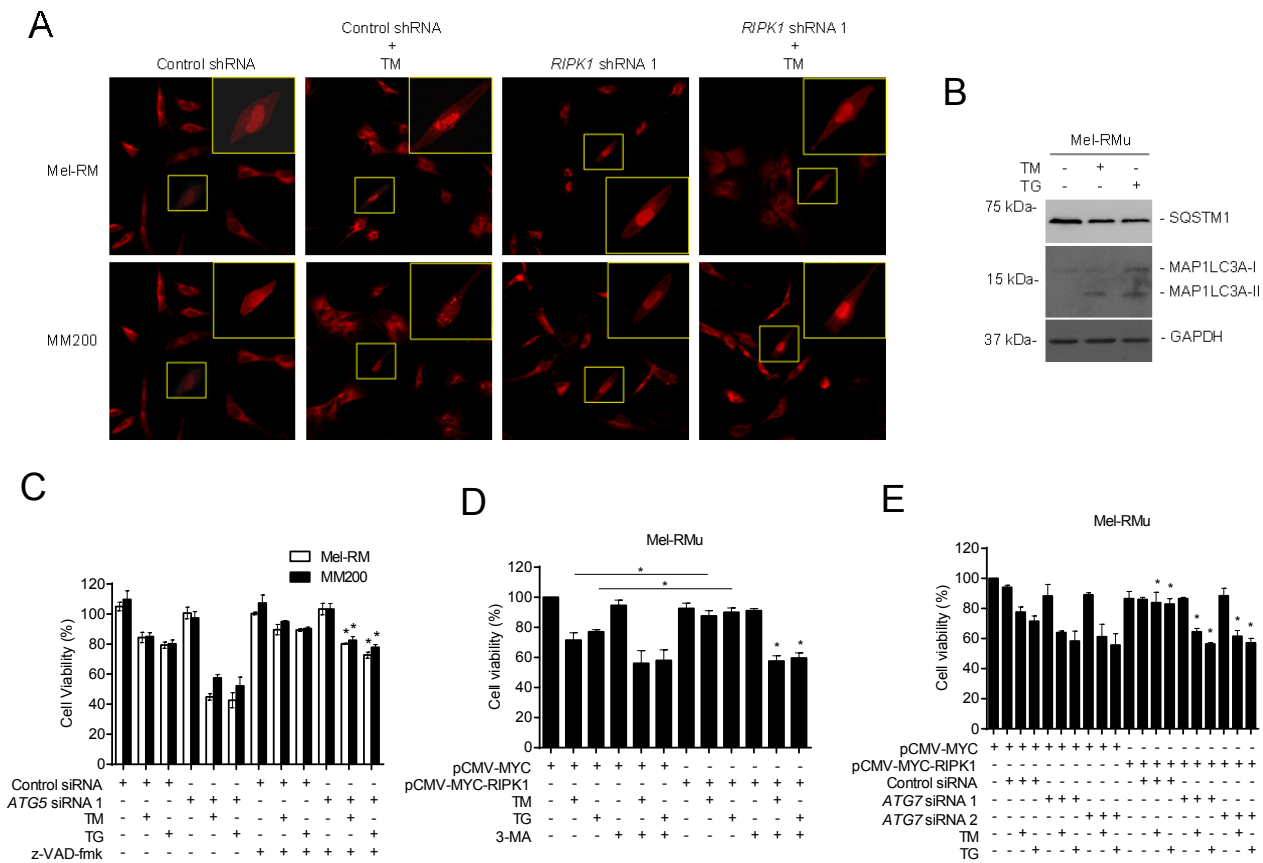 A
Control shRNA
Control shRNA
+
TM
RIPK1 shRNA 1
RIPK1 shRNA 1
+
TM
Mel-RM
MM200
B
Mel-RMu
TM - + -
TG - - +
75 kDa-
- SQSTM1
15 kDa-
- MAP1LC3A-I
- MAP1LC3A-II
37 kDa-
- GAPDH
C
Mel-RM
MM200
Cell Viability (%)
120
100
80
60
40
20
0
* * * *
Control siRNA + + + - - - + + + - - -
ATG5 siRNA 1 - - - + + + - - - + + +
TM - + - - + - - + - - + -
TG - - + - - + - - + - - +
z-VAD-fmk - - - - - - + + + + + +
D
Mel-RMu
Cell viability (%)
120
100
80
60
40
20
0
*
*
* *
pCMV-MYC + + + + + + - - - - - -
pCMV-MYC-RIPK1 - - - - - - + + + + + +
TM - + - - + - - + - - + -
TG - - + - - + - - + - - +
3-MA - - - + + + - - - + + +
E
Mel-RMu
Cell viability (%)
120
100
80
60
40
20
0
* * * * * *
pCMV-MYC + + + + + + + + + + - - - - - - - - - -
pCMV-MYC-RIPK1 - - - - - - - - - - + + + + + + + + + +
Control siRNA - + + + - - - - - - - + + + - - - - - -
ATG7 siRNA 1 - - - - + + + - - - - - - - + + + - - -
ATG7 siRNA 2 - - - - - - - + + + - - - - - - - + + +
TM - - + - - + - - + - - - + - - + - - + -
TG - - - + - - + - - + - - - + - - + - - +